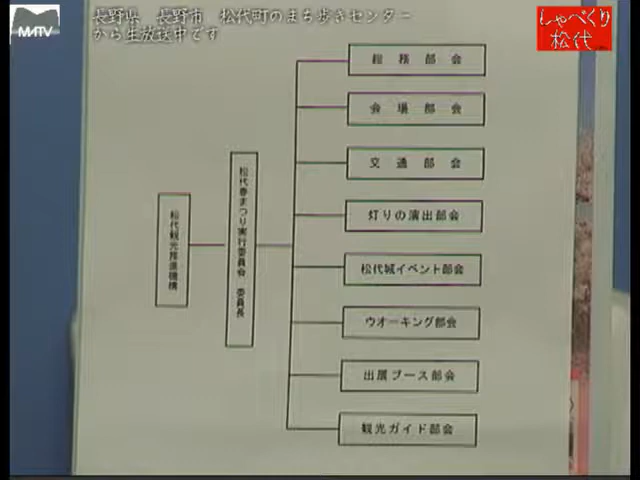 MATV
長野県 長野市 松代町のまち歩きセンター
から生放送中です
しゃべくり
松代
総務部会
会場部会
交通部会
灯りの演出部会
松代城イベント部会
ウオーキング部会
出展ブース部会
観光ガイド部会
松代春まつり実行委員会 委員長
松代観光推進機構